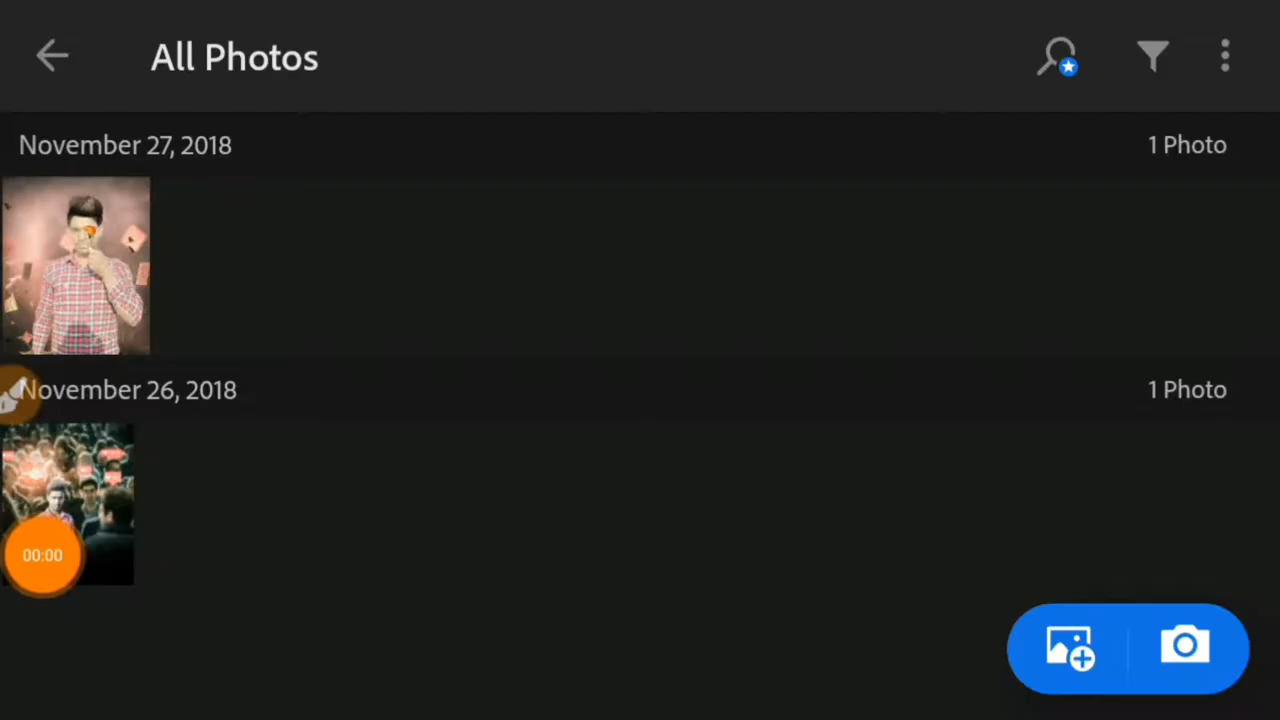 All Photos
November 27, 2018
1 Photo
November 26, 2018
1 Photo
00:00